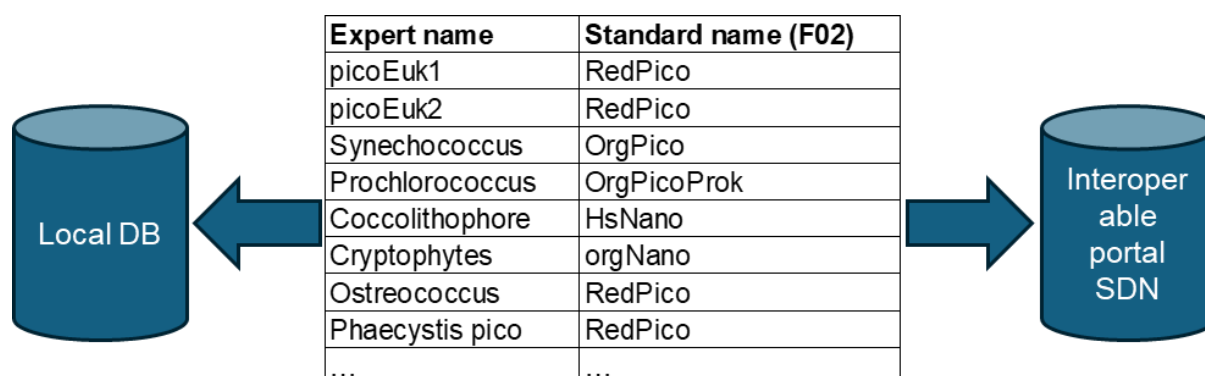 Expert name Standard name (F02)
picoEuk1 RedPico
picoEuk2 RedPico
Synechococcus OrgPico
Prochlorococcus OrgPicoProk
Coccolithophore HsNano
Cryptophytes orgNano
Ostreococcus RedPico
Phaecystis pico RedPico
... ...
Local DB
Interoper
able
portal
SDN